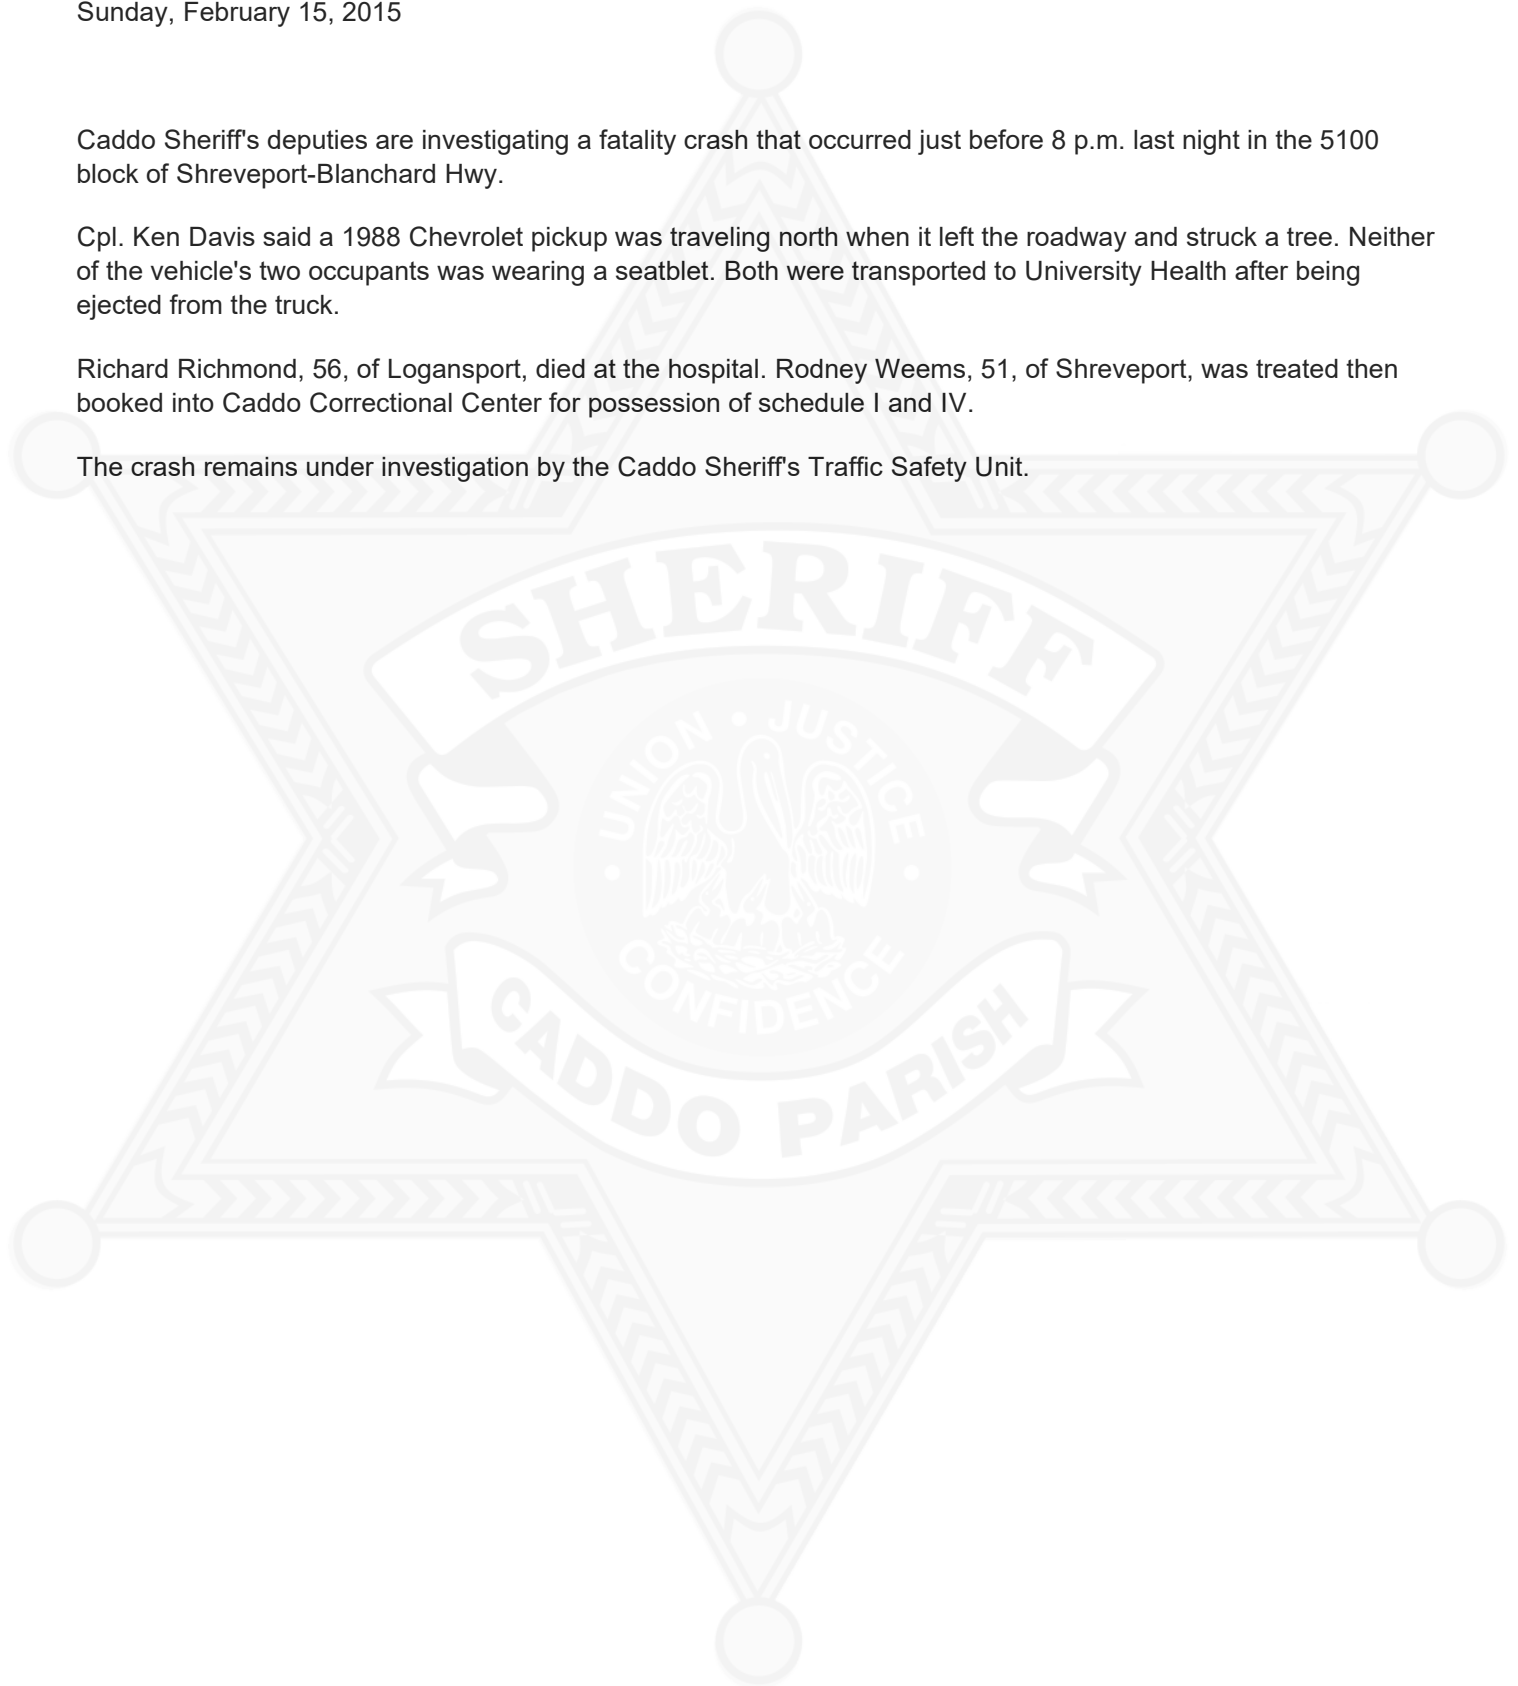 Sunday, February 15, 2015
Caddo Sheriff's deputies are investigating a fatality crash that occurred just before 8 p.m. last night in the 5100
block of Shreveport-Blanchard Hwy.
Cpl. Ken Davis said a 1988 Chevrolet pickup was traveling north when it left the roadway and struck a tree. Neither
of the vehicle's two occupants was wearing a seatblet. Both were transported to University Health after being
ejected from the truck.
Richard Richmond, 56, of Logansport, died at the hospital. Rodney Weems, 51, of Shreveport, was treated then
booked into Caddo Correctional Center for possession of schedule I and IV.
The crash remains under investigation by the Caddo Sheriff's Traffic Safety Unit.
SHERIFF
UNION • JUSTICE
• CONFIDENCE •
CADDO PARISH